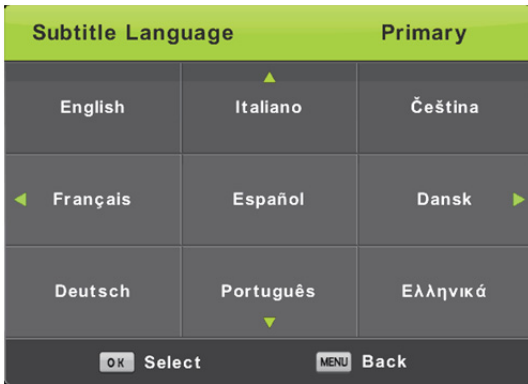 Subtitle Language Primary
English Italiano Čeština
Français Español Dansk
Deutsch Português Ελληνικά
OK Select MENU Back